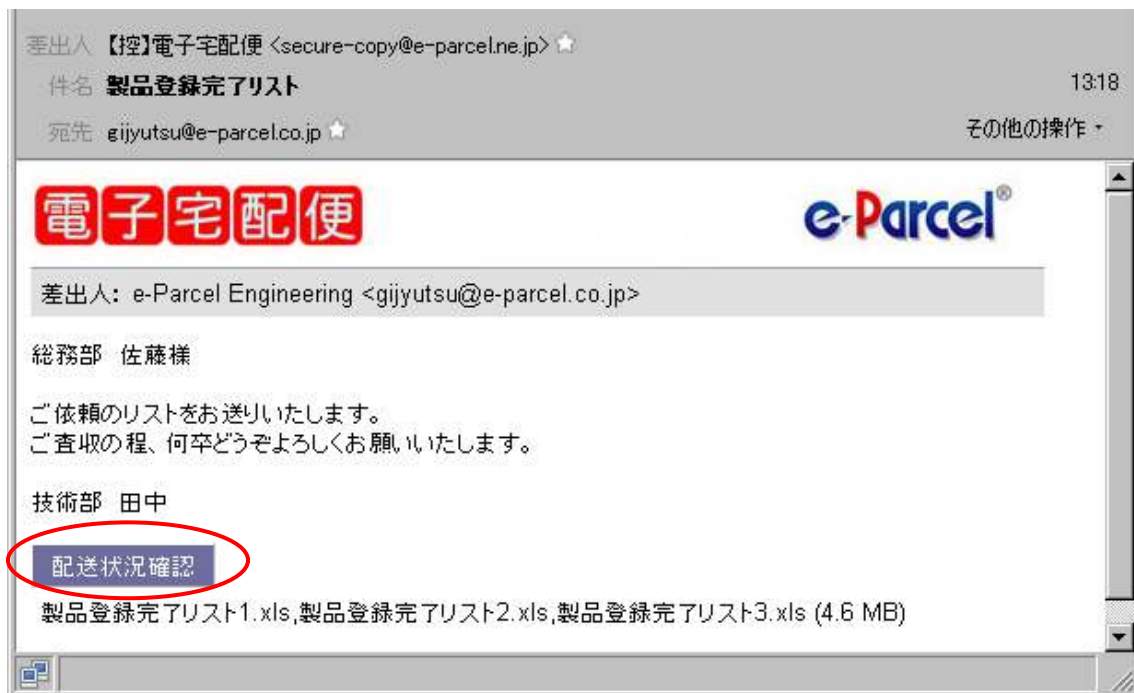 差出人 【控】電子宅配便 <secure-copy@e-parcel.ne.jp>
件名 製品登録完了リスト 13:18
宛先 gijyutsu@e-parcel.co.jp その他の操作
電子宅配便 e-Parcel®
差出人: e-Parcel Engineering <gijyutsu@e-parcel.co.jp>
総務部 佐藤様
ご依頼のリストをお送りいたします。
ご査収の程、何卒どうぞよろしくお願いいたします。
技術部 田中
配送状況確認
製品登録完了リスト1.xls,製品登録完了リスト2.xls,製品登録完了リスト3.xls (4.6 MB)